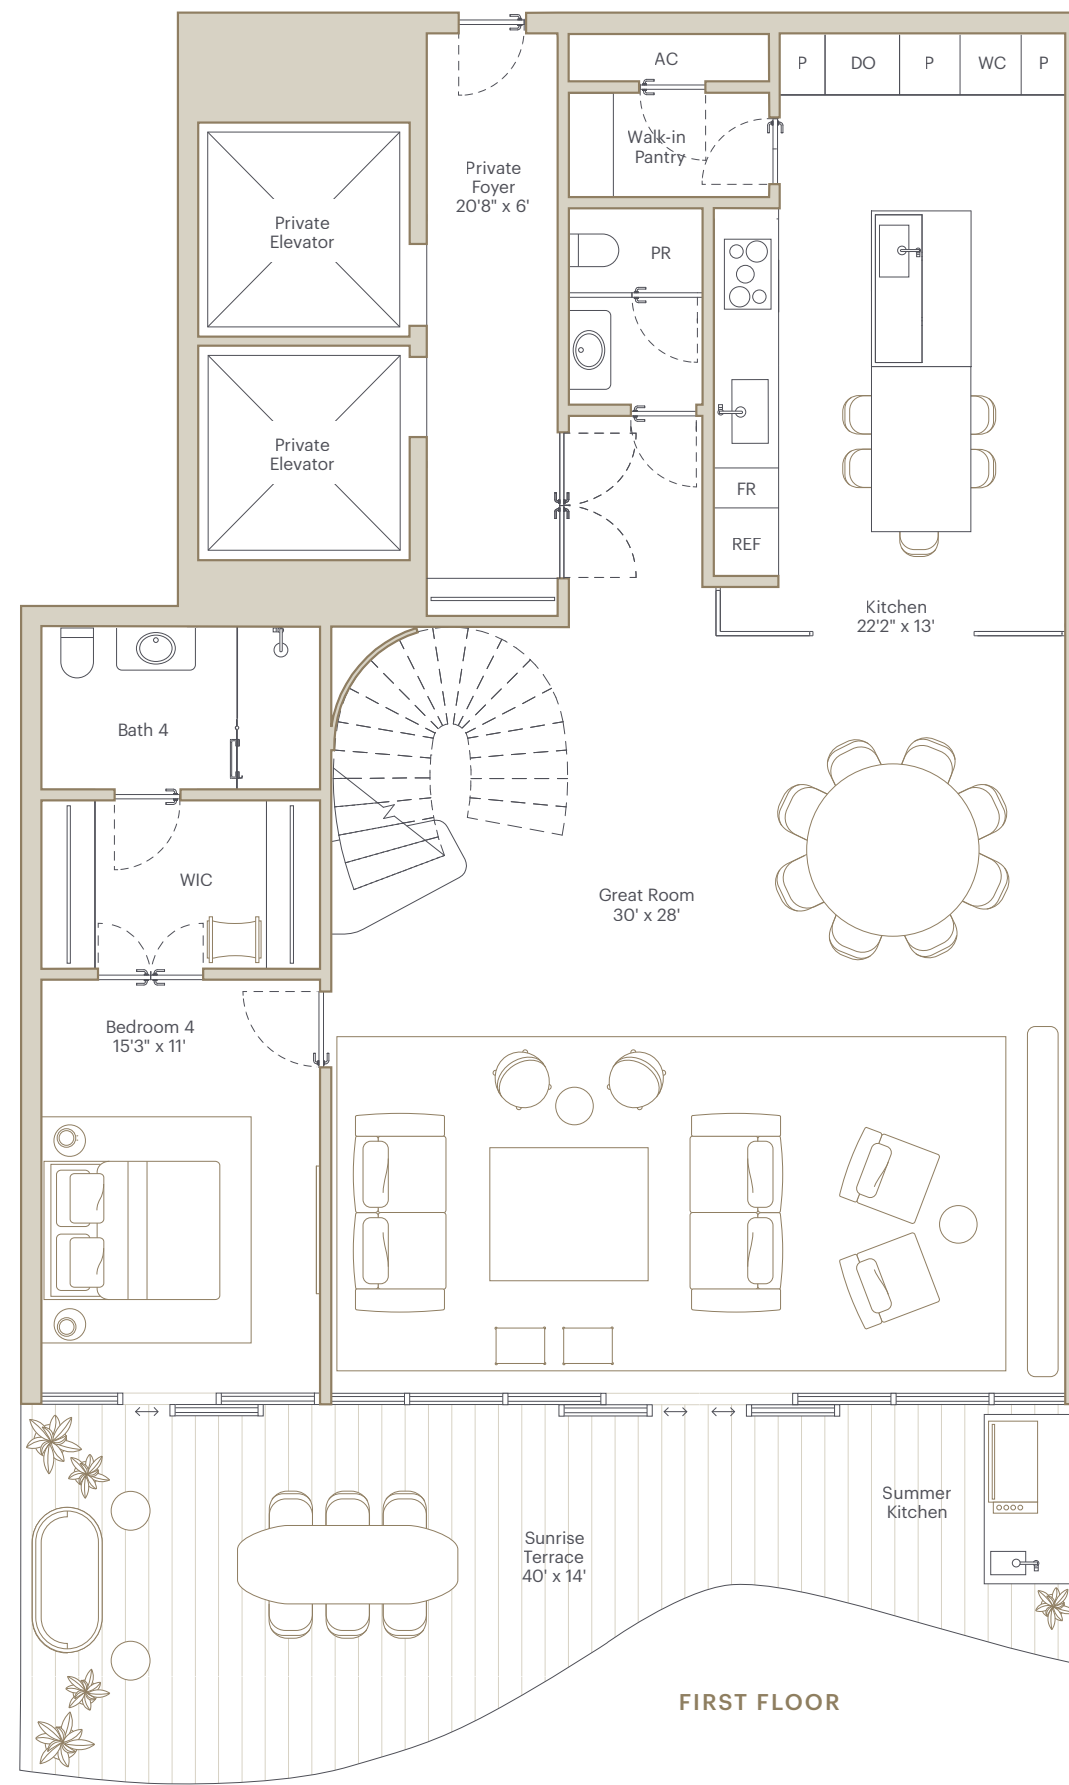 AC
P
DO
P
WC
P
Walk-in
Pantry
Private
Foyer
20'8" x 6'
Private
Elevator
PR
Private
Elevator
FR
REF
Kitchen
22'2" x 13'
Bath 4
WIC
Great Room
30' x 28'
Bedroom 4
15'3" x 11'
Summer
Kitchen
Sunrise
Terrace
40' x 14'
FIRST FLOOR